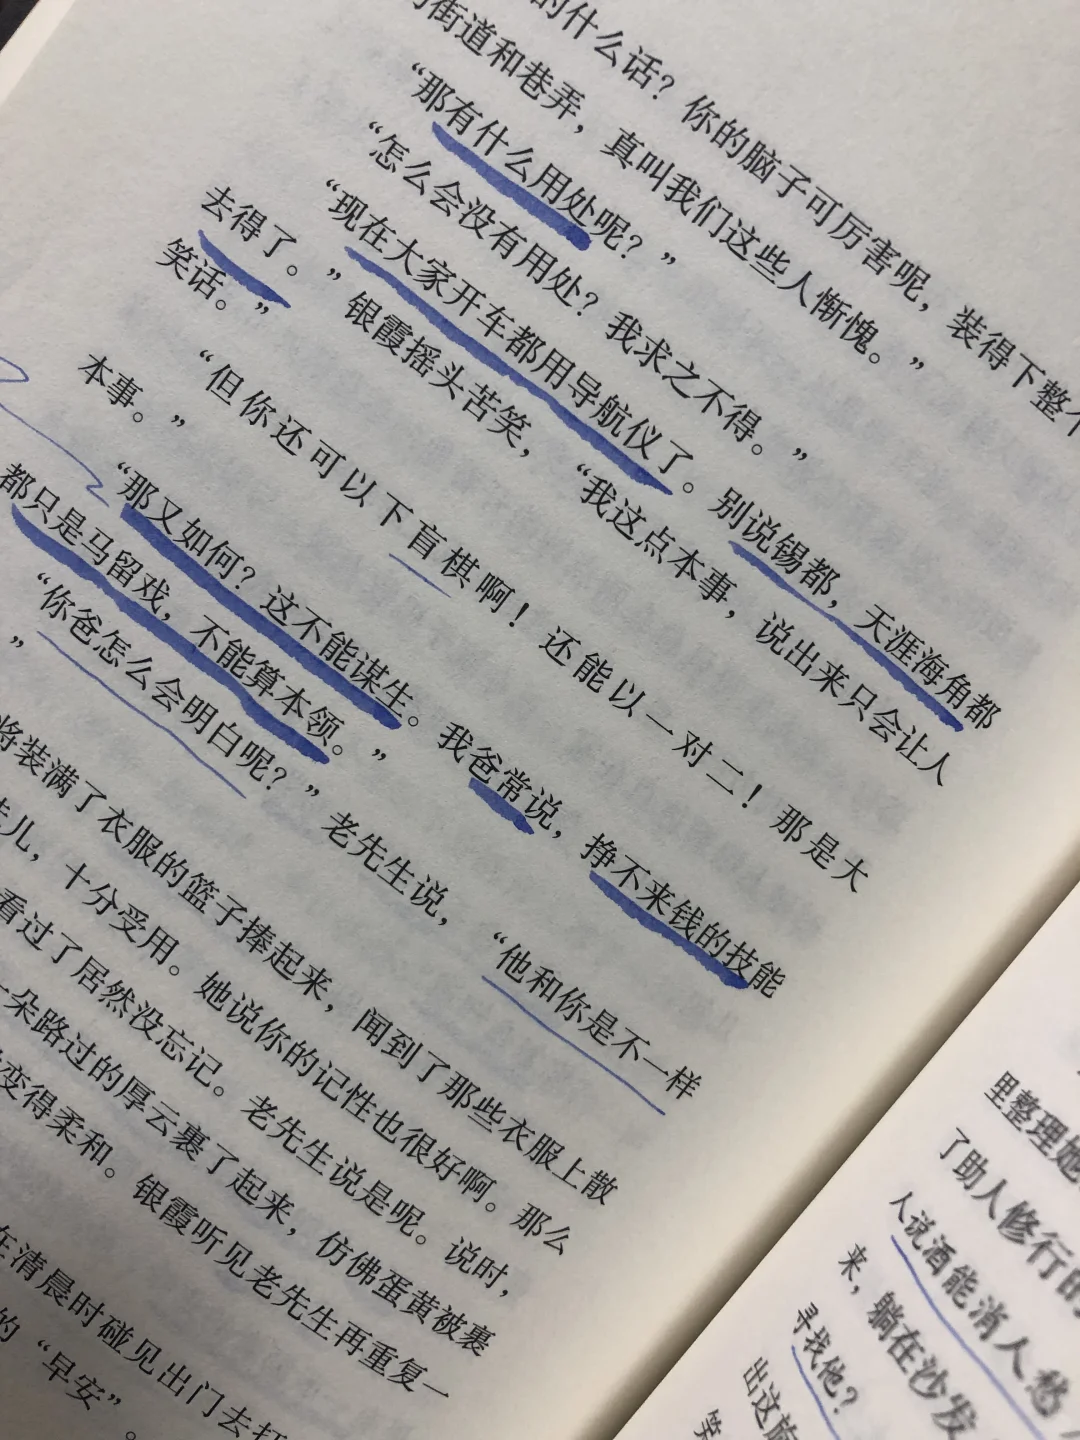 的什么话？你的脑子可厉害呢，装得下整个
街道和巷弄，真叫我们这些人惭愧。”
“那有什么用处呢？”
“怎么会没有用处？我求之不得。”
“现在大家开车都用导航仪了。别说锡都，天涯海角都
去得了。”银霞摇头苦笑，“我这点本事，说出来只会让人
笑话。”
“但你还可以下盲棋啊！还能以一对二！那是大
本事。”
“那又如何？这不能谋生。我爸常说，挣不来钱的技能
都只是马留戏，不能算本领。”
“你爸怎么会明白呢？”老先生说，“他和你是不一样
”
将装满了衣服的篮子捧起来，闻到了那些衣服上散
儿，十分受用。她说你的记性也很好啊。那么
看过了居然没忘记。老先生说是呢。说时，
一朵路过的厚云裹了起来，仿佛蛋黄被裹
变得柔和。银霞听见老先生再重复一
在清晨时碰见出门去打
的“早安”。
里整理她
了助人修行的
人说酒能消人愁
来，躺在沙发
寻找他？
出这旅
笑